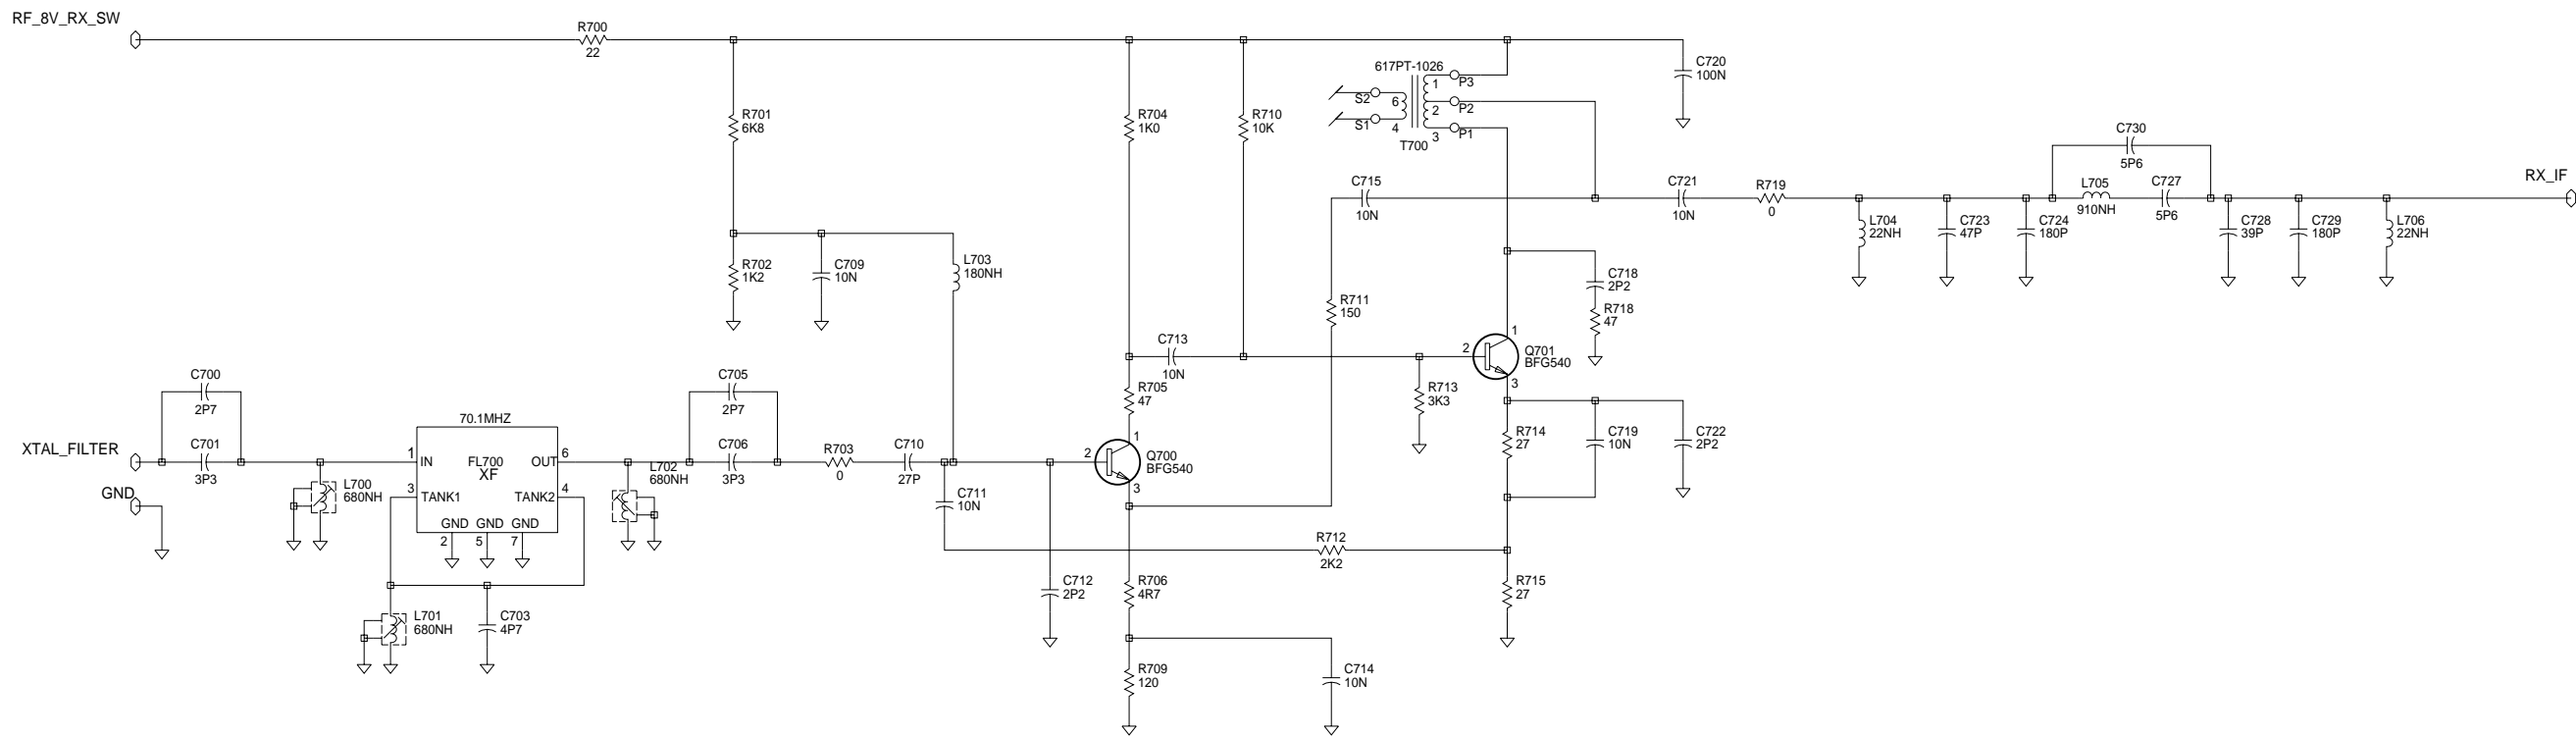 RF_8V_RX_SW
R700
22
R701
6K8
R704
1K0
R710
10K
617PT-1026
S2
6
1
P3
2
P2
S1
4
3
P1
T700
C720
100N
C730
5P6
C715
10N
C721
10N
R719
0
L705
910NH
C727
5P6
RX_IF
L704
22NH
C723
47P
C724
180P
C728
39P
C729
180P
L706
22NH
R702
1K2
C709
10N
L703
180NH
C718
2P2
R711
150
R718
47
C713
10N
2
1
Q701
BFG540
3
C700
2P7
C705
2P7
R705
47
R713
3K3
70.1MHZ
XTAL_FILTER
C701
3P3
1
IN
FL700
XF
OUT
6
L702
680NH
C706
3P3
R703
0
C710
27P
2
1
Q700
BFG540
3
R714
27
C719
10N
C722
2P2
GND
L700
680NH
3
TANK1
TANK2
4
GND
GND
GND
2
5
7
C711
10N
R712
2K2
L701
680NH
C703
4P7
C712
2P2
R706
4R7
R715
27
R709
120
C714
10N